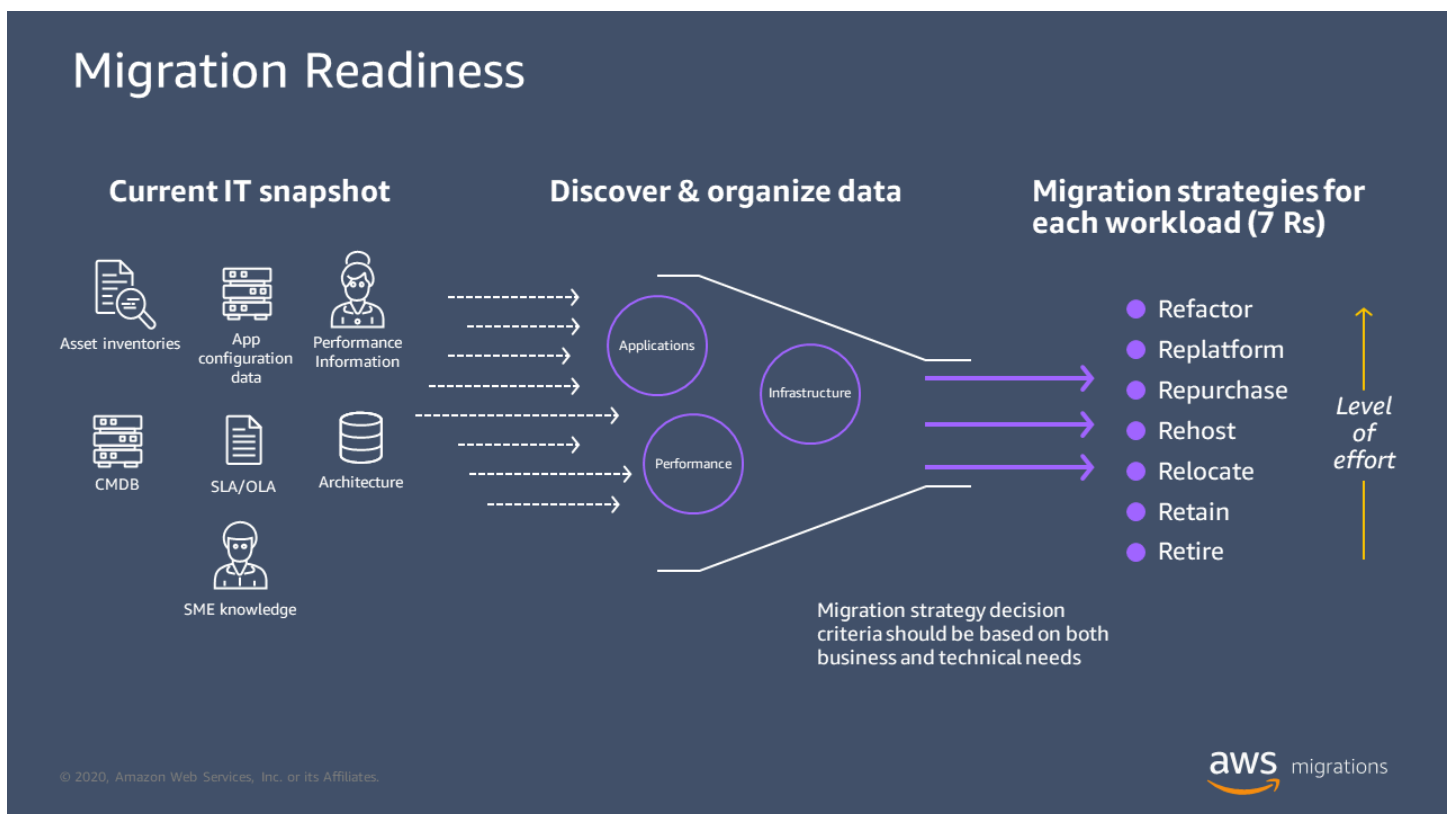 Migration Readiness
Current IT snapshot
Asset inventories
App
configuration
data
Performance
Information
CMDB
SLA/OLA
Architecture
SME knowledge
Discover & organize data
Applications
Infrastructure
Performance
Migration strategies for
each workload (7 Rs)
Refactor
Replatform
Repurchase
Rehost
Relocate
Retain
Retire
Level
of
effort
Migration strategy decision
criteria should be based on both
business and technical needs
© 2020, Amazon Web Services, Inc. or its Affiliates.
aws migrations